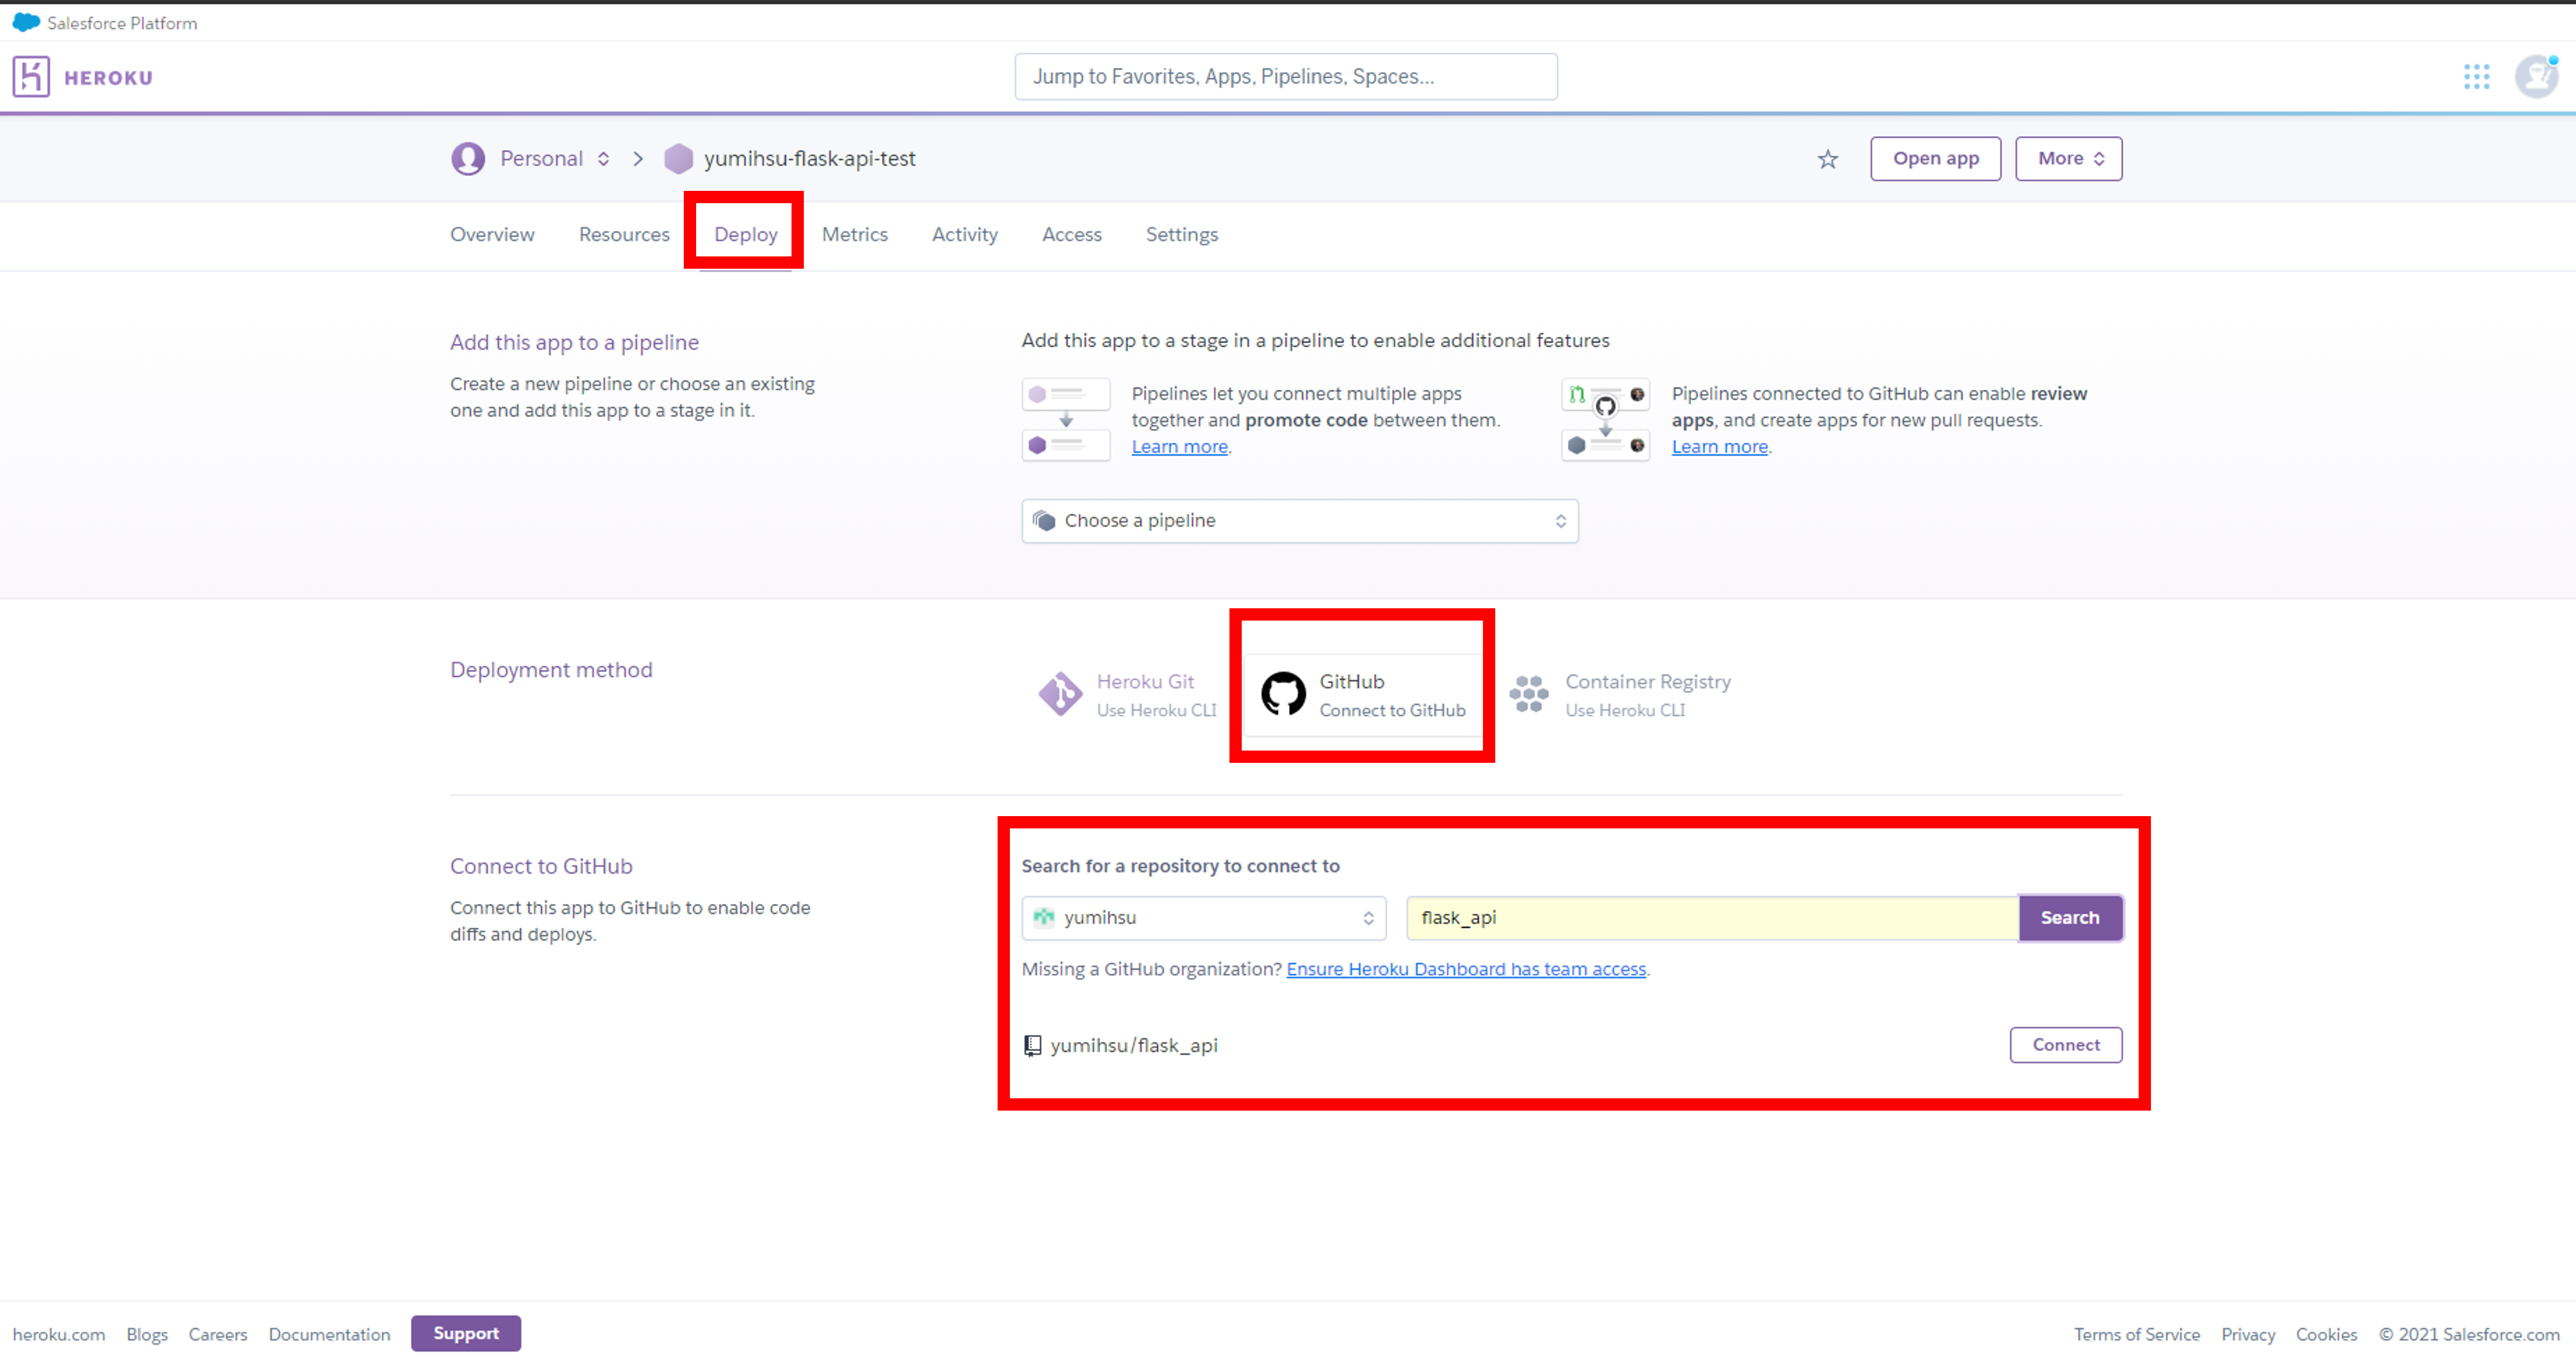 Salesforce Platform
HEROKU
Jump to Favorites, Apps, Pipelines, Spaces...
Personal
yumihsu-flask-api-test
Open app
More
Overview
Resources
Deploy
Metrics
Activity
Access
Settings
Add this app to a pipeline
Create a new pipeline or choose an existing
one and add this app to a stage in it.
Add this app to a stage in a pipeline to enable additional features
Pipelines let you connect multiple apps
together and promote code between them.
Learn more.
Pipelines connected to GitHub can enable review
apps, and create apps for new pull requests.
Learn more.
Choose a pipeline
Deployment method
Heroku Git
Use Heroku CLI
GitHub
Connect to GitHub
Container Registry
Use Heroku CLI
Connect to GitHub
Connect this app to GitHub to enable code
diffs and deploys.
Search for a repository to connect to
yumihsu
flask_api
Search
Missing a GitHub organization? Ensure Heroku Dashboard has team access.
yumihsu/flask_api
Connect
heroku.com
Blogs
Careers
Documentation
Support
Terms of Service
Privacy
Cookies
© 2021 Salesforce.com